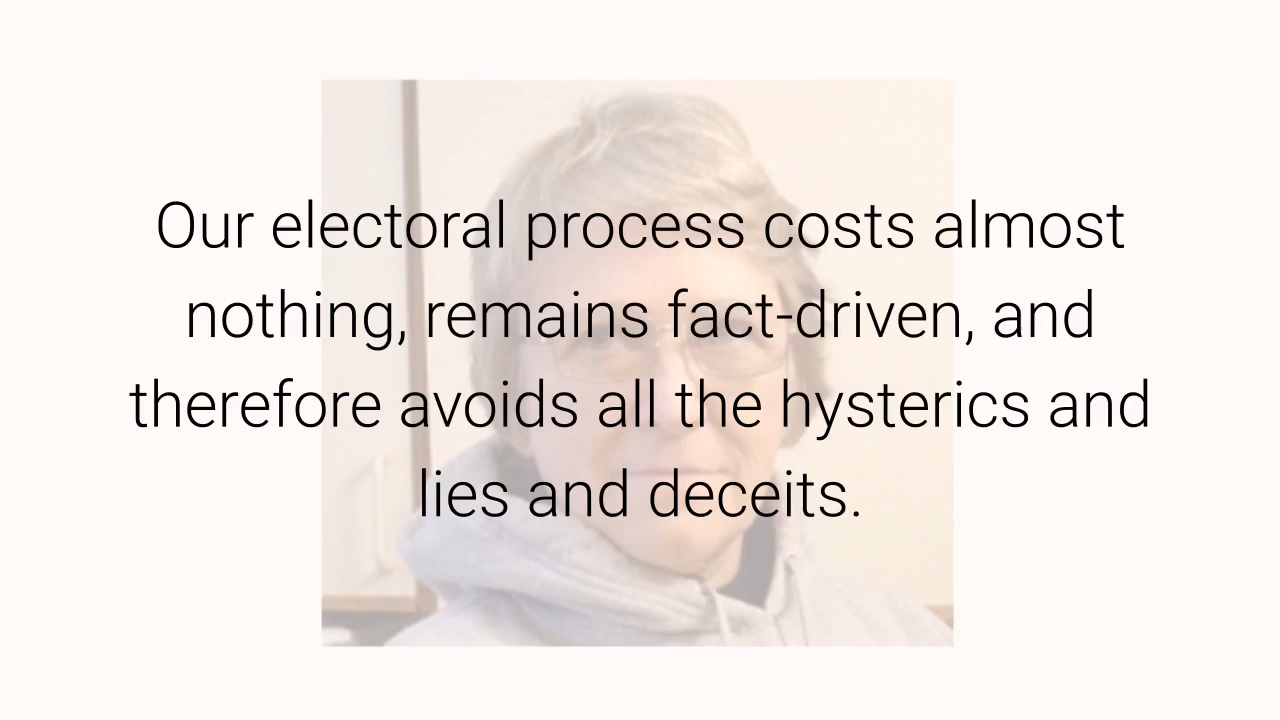 Our electoral process costs almost
nothing, remains fact-driven, and
therefore avoids all the hysterics and
lies and deceits.